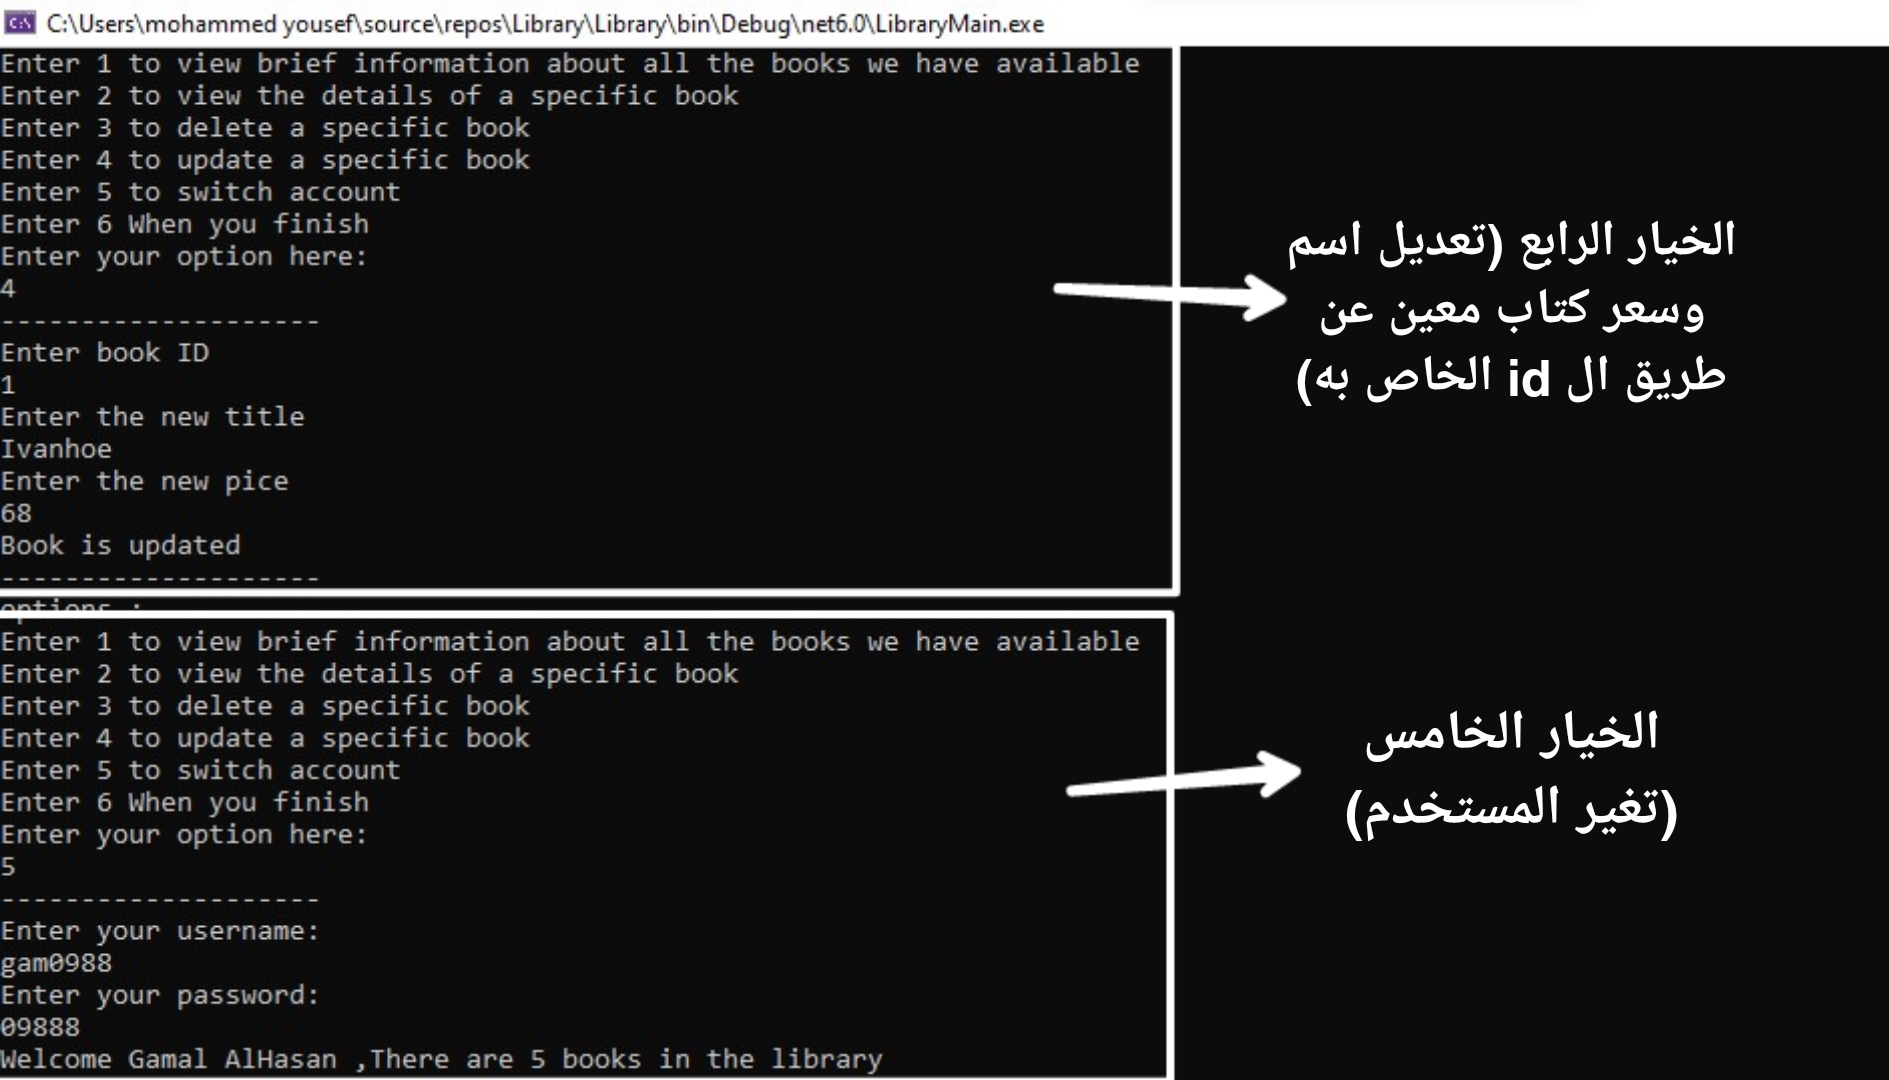 C:\Users\mohammed yousef\source\repos\Library\Library\bin\Debug\net6.0\LibraryMain.exe
Enter 1 to view brief information about all the books we have available
Enter 2 to view the details of a specific book
Enter 3 to delete a specific book
Enter 4 to update a specific book
Enter 5 to switch account
Enter 6 When you finish
Enter your option here:
4
--------------------
Enter book ID
1
Enter the new title
Ivanhoe
Enter the new pice
68
Book is updated
--------------------
الخيار الرابع (تعديل اسم
وسعر كتاب معين عن
طريق ال id الخاص به)
options :
Enter 1 to view brief information about all the books we have available
Enter 2 to view the details of a specific book
Enter 3 to delete a specific book
Enter 4 to update a specific book
Enter 5 to switch account
Enter 6 When you finish
Enter your option here:
5
--------------------
Enter your username:
gam0988
Enter your password:
09888
Welcome Gamal AlHasan ,There are 5 books in the library
الخيار الخامس
(تغير المستخدم)